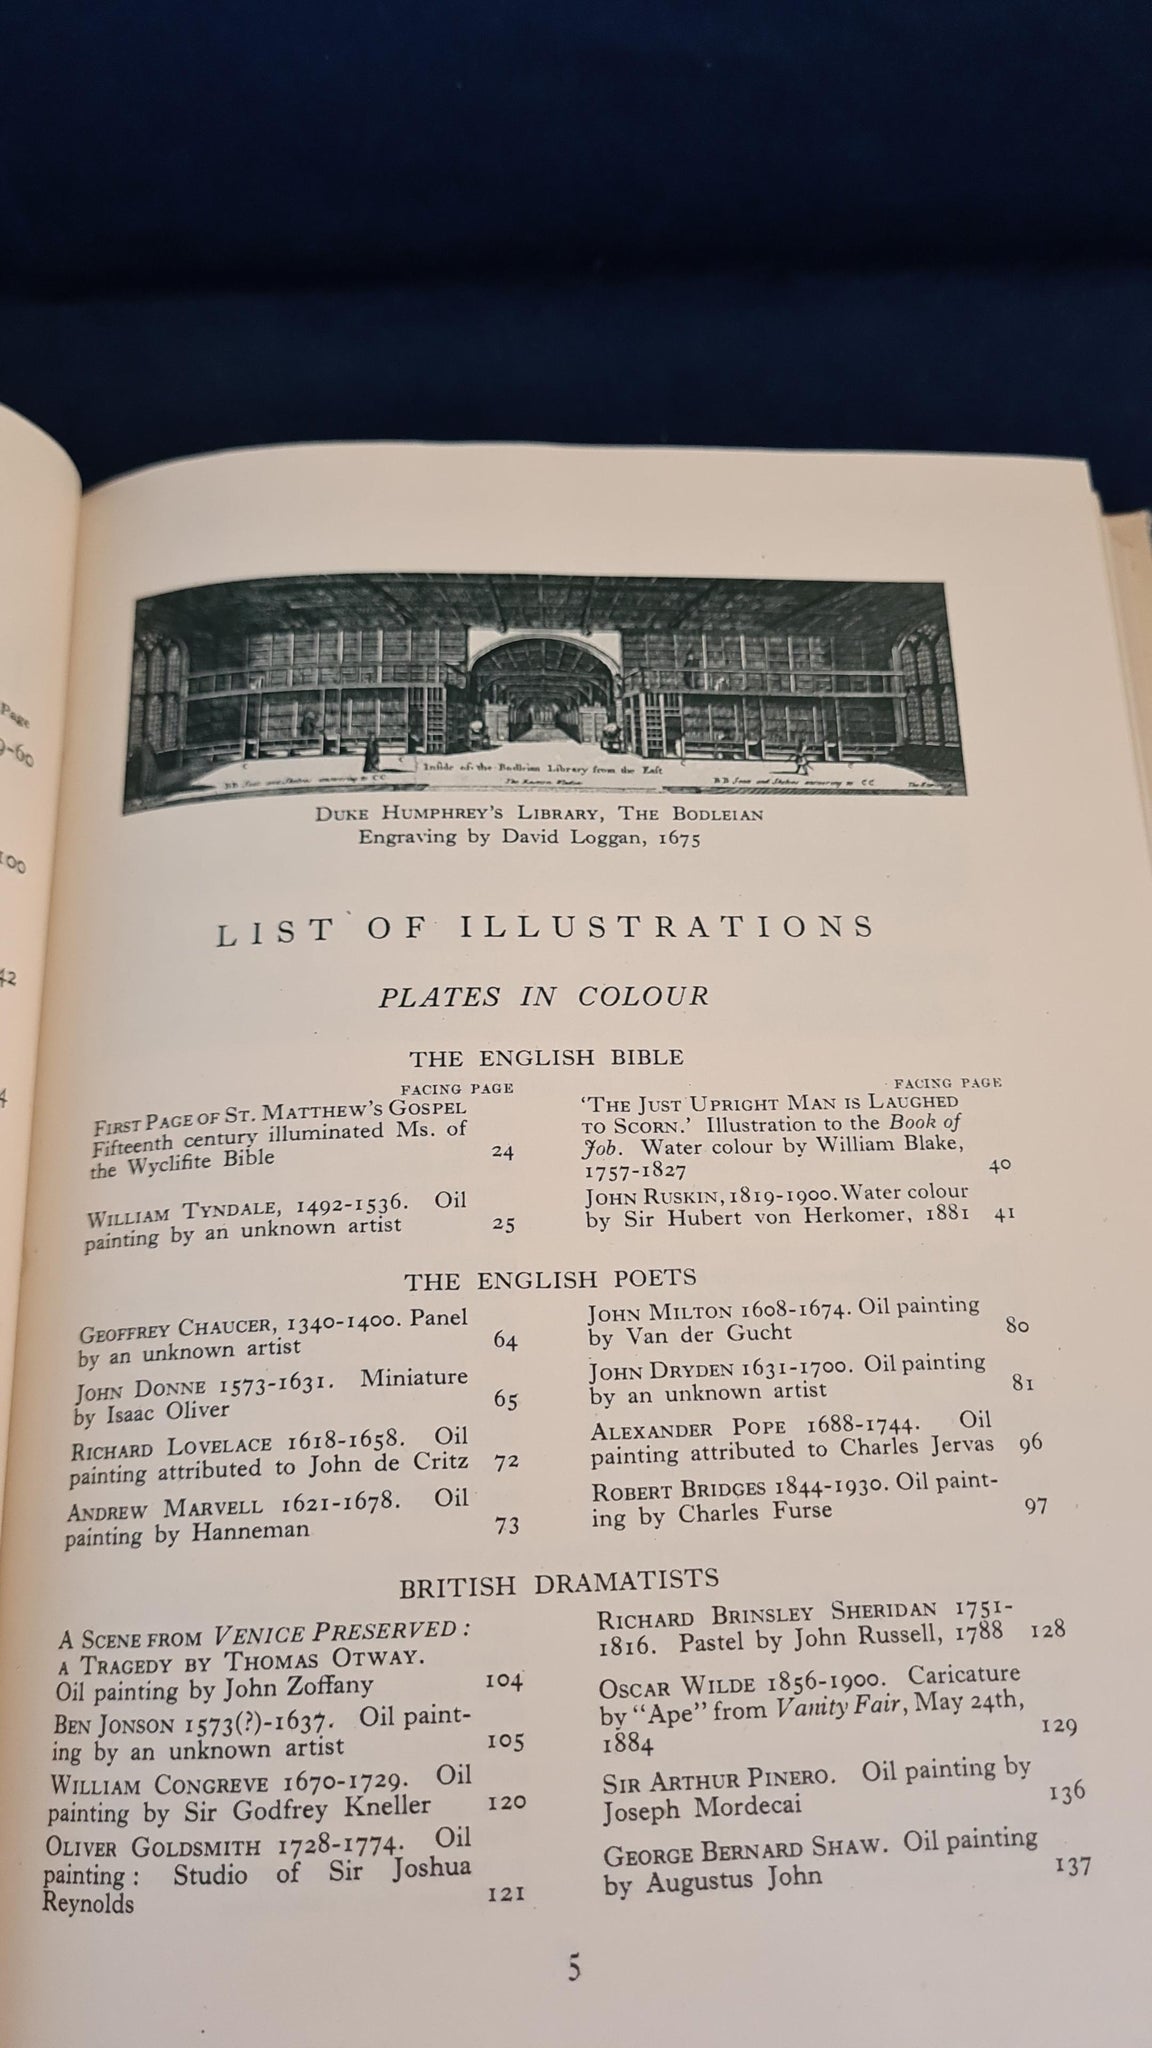 Page
9-60
100
42
4
Inside of the Bodleian Library from the East
DUKE HUMPHREY'S LIBRARY, THE BODLEIAN
Engraving by David Loggan, 1675
LIST OF ILLUSTRATIONS
PLATES IN COLOUR
THE ENGLISH BIBLE
FACING PAGE
FIRST PAGE OF ST. MATTHEW'S GOSPEL
Fifteenth century illuminated Ms. of
the Wyclifite Bible 24
WILLIAM TYNDALE, 1492-1536. Oil
painting by an unknown artist 25
FACING PAGE
'THE JUST UPRIGHT MAN IS LAUGHED
TO SCORN.' Illustration to the Book of
Job. Water colour by William Blake,
1757-1827 40
JOHN RUSKIN, 1819-1900. Water colour
by Sir Hubert von Herkomer, 1881 41
THE ENGLISH POETS
GEOFFREY CHAUCER, 1340-1400. Panel
by an unknown artist 64
JOHN DONNE 1573-1631. Miniature
by Isaac Oliver 65
RICHARD LOVELACE 1618-1658. Oil
painting attributed to John de Critz 72
ANDREW MARVELL 1621-1678. Oil
painting by Hanneman 73
JOHN MILTON 1608-1674. Oil painting
by Van der Gucht 80
JOHN DRYDEN 1631-1700. Oil painting
by an unknown artist 81
ALEXANDER POPE 1688-1744. Oil
painting attributed to Charles Jervas 96
ROBERT BRIDGES 1844-1930. Oil paint-
ing by Charles Furse 97
BRITISH DRAMATISTS
A SCENE FROM VENICE PRESERVED:
A TRAGEDY BY THOMAS OTWAY.
Oil painting by John Zoffany 104
BEN JONSON 1573(?)-1637. Oil paint-
ing by an unknown artist 105
WILLIAM CONGREVE 1670-1729. Oil
painting by Sir Godfrey Kneller 120
OLIVER GOLDSMITH 1728-1774. Oil
painting: Studio of Sir Joshua
Reynolds 121
RICHARD BRINSLEY SHERIDAN 1751-
1816. Pastel by John Russell, 1788 128
OSCAR WILDE 1856-1900. Caricature
by "Ape" from Vanity Fair, May 24th,
1884 129
SIR ARTHUR PINERO. Oil painting by
Joseph Mordecai 136
GEORGE BERNARD SHAW. Oil painting
by Augustus John 137
5